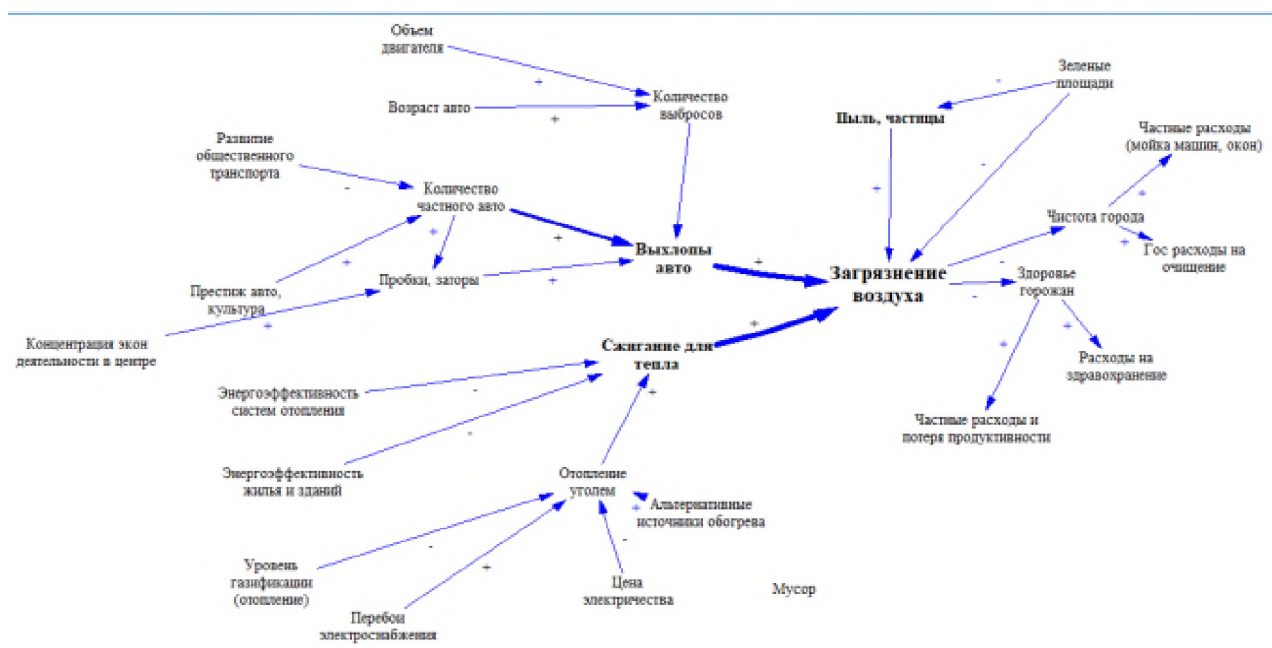 Объем
двигателя
Возраст авто
Количество
выбросов
Зеленые
площади
Пыль, частицы
Частные расходы
(мойка машин, окон)
Развитие
общественного
транспорта
Количество
частного авто
Чистота города
Гос расходы на
очищение
Выхлопы
авто
Загрязнение
воздуха
Здоровье
горожан
Пробки, заторы
Престиж авто,
культура
Концентрация экон
деятельности в центре
Сжигание для
тепла
Расходы на
здравохранение
Энергоэффективность
систем отопления
Частные расходы и
потеря продуктивности
Энергоэффективность
жилья и зданий
Отопление
уголем
Альтернативные
источники обогрева
Уровень
газификации
(отопление)
Цена
электричества
Мусор
Перебои
электроснабжения